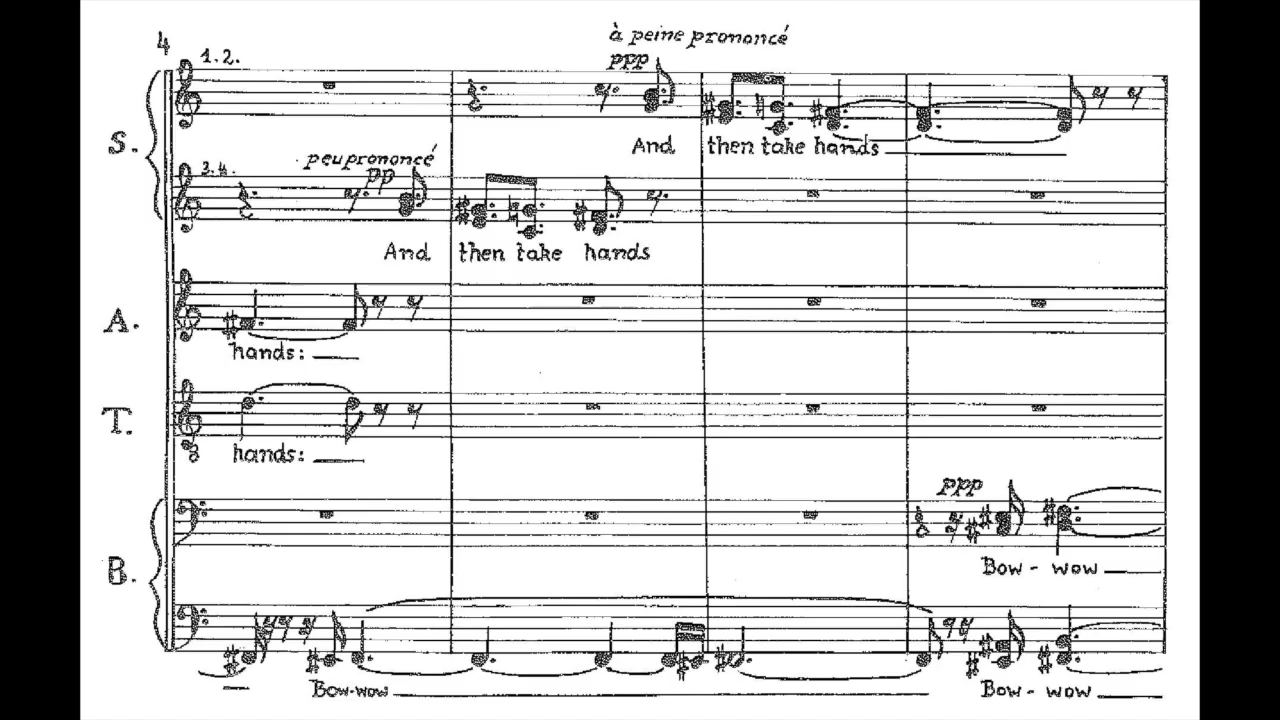 4
à peine prononcé
1.2.
ppp
S.
And then take hands
peu prononcé
3.4.
pp
And then take hands
A.
hands:
T.
8
hands:
ppp
B.
Bow - wow
Bow-wow
Bow - wow